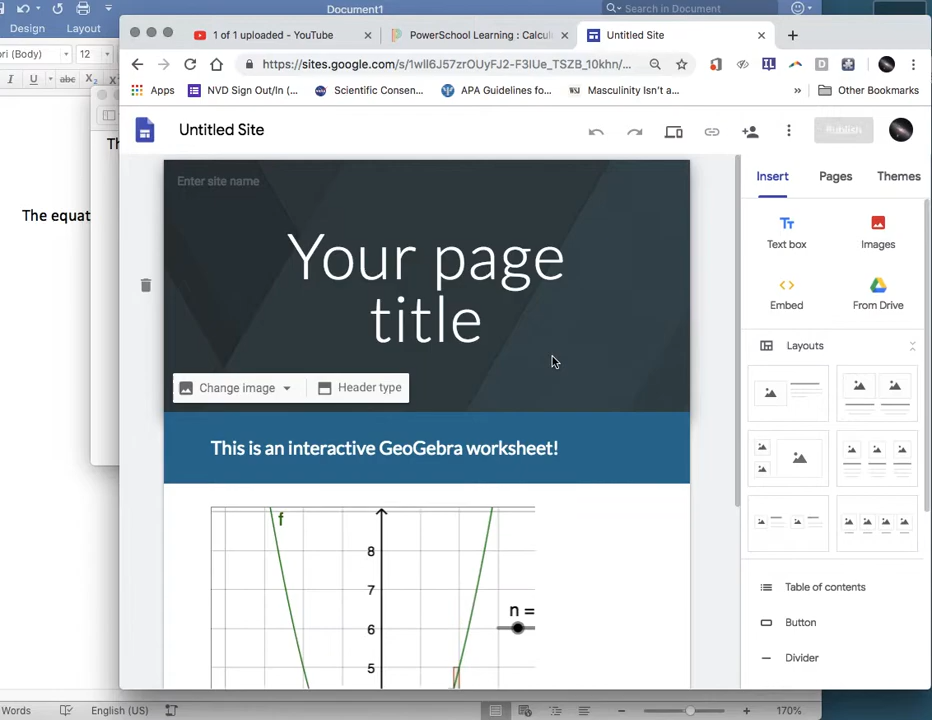 Document1
Search in Document
Design
Layout
ri (Body)
12
I U abc X2
Th
The equat
1 of 1 uploaded - YouTube
PowerSchool Learning : Calcul
Untitled Site
https://sites.google.com/s/1wIl6J57zrOUyFJ2-F3IUe_TSZB_10khn/...
Apps
NVD Sign Out/In (...
Scientific Consen...
APA Guidelines fo...
Masculinity Isn't a...
»
Other Bookmarks
Untitled Site
Publish
Enter site name
Your page
title
Change image
Header type
This is an interactive GeoGebra worksheet!
f
8
7
6
5
n =
Insert
Pages
Themes
Text box
Images
Embed
From Drive
Layouts
Table of contents
Button
Divider
Words
English (US)
170%